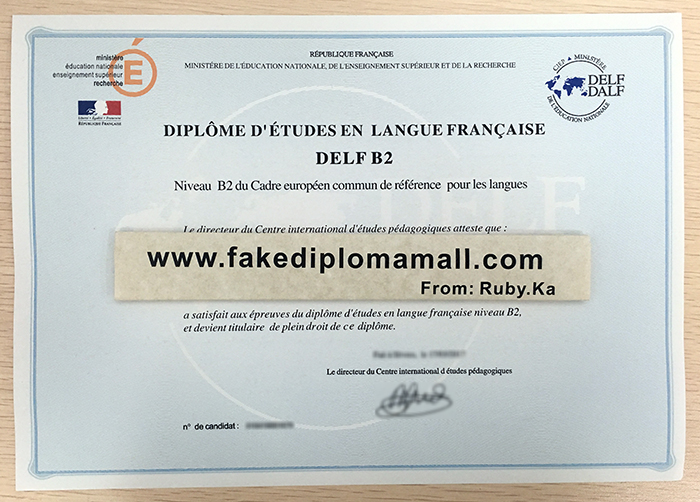 ministère
éducation nationale
enseignement supérieur
recherche
É
Liberté • Égalité • Fraternité
RÉPUBLIQUE FRANÇAISE
RÉPUBLIQUE FRANÇAISE
MINISTÈRE DE L'ÉDUCATION NATIONALE, DE L'ENSEIGNEMENT SUPÉRIEUR ET DE LA RECHERCHE
CIEP • MINISTÈRE
DELF
DALF
DE L'ÉDUCATION NATIONALE
DIPLÔME D'ÉTUDES EN LANGUE FRANÇAISE
DELF B2
Niveau B2 du Cadre européen commun de référence pour les langues
DELF
Le directeur du Centre international d'études pédagogiques atteste que :
www.fakediplomamall.com
From: Ruby.Ka
a satisfait aux épreuves du diplôme d'études en langue française niveau B2,
et devient titulaire de plein droit de ce diplôme.
Le directeur du Centre international d études pédagogiques
n° de candidat :